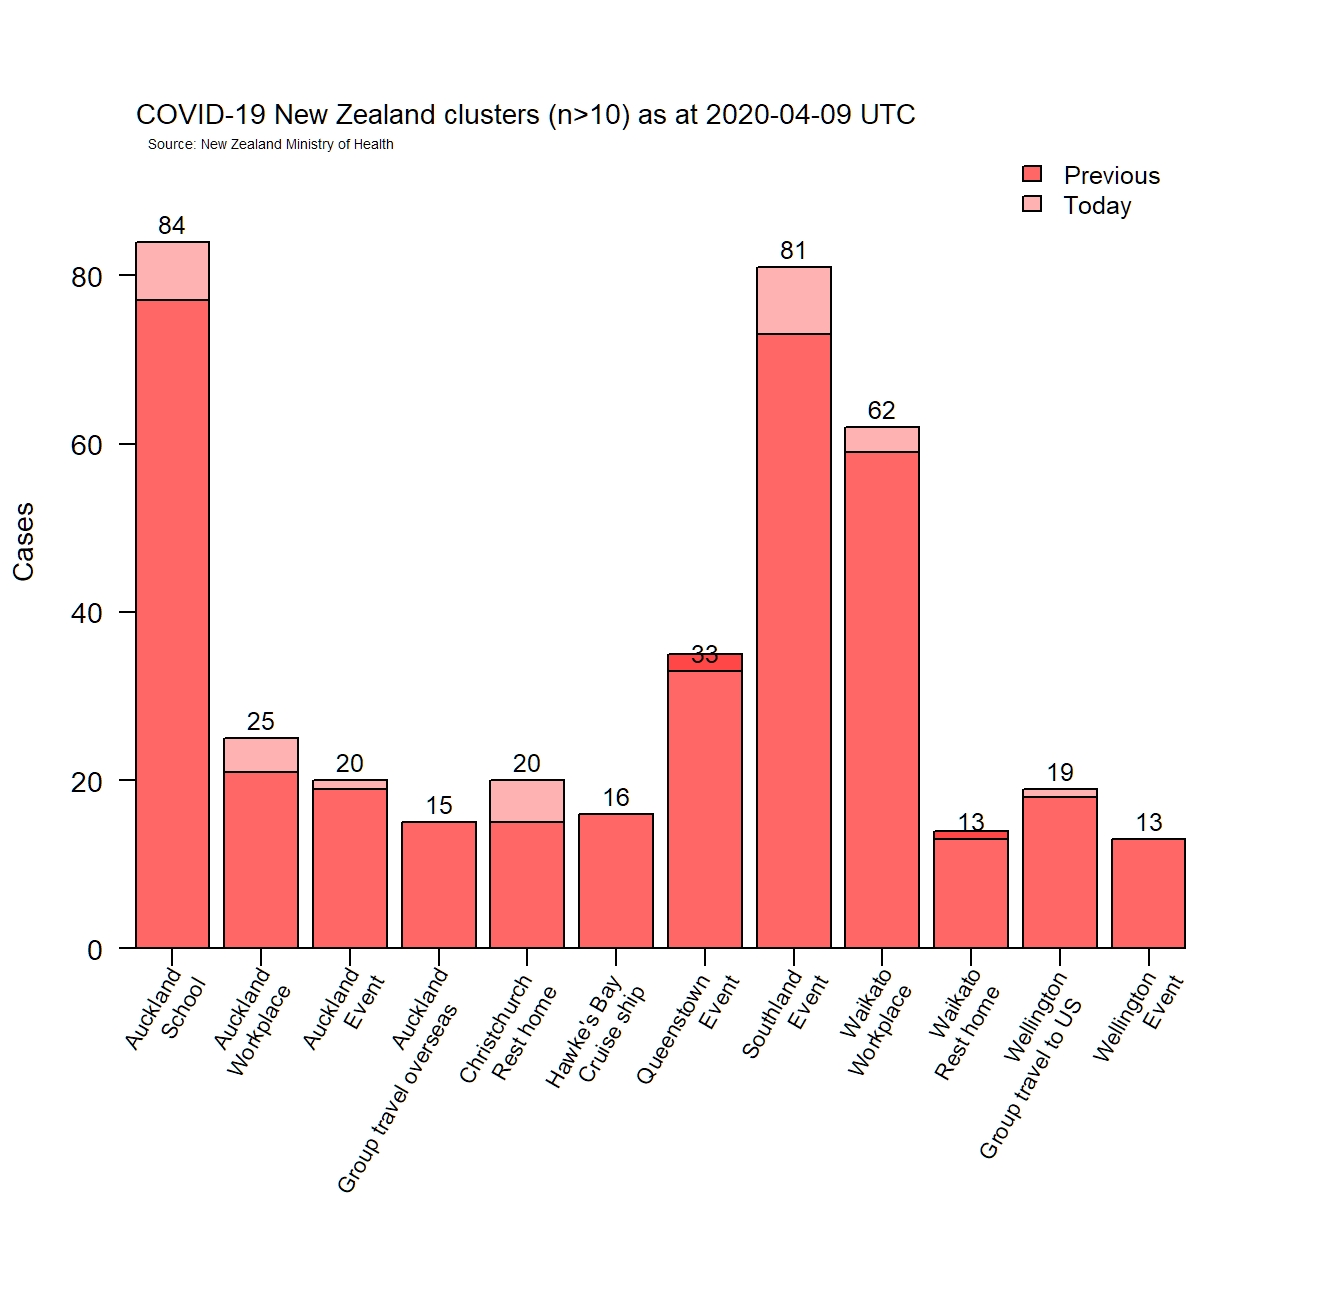 COVID-19 New Zealand clusters (n>10) as at 2020-04-09 UTC
Source: New Zealand Ministry of Health
Previous
Today
84
25
20
15
20
16
33
81
62
13
19
13
Cases
80
60
40
20
0
Auckland
School
Auckland
Workplace
Auckland
Event
Auckland
Group travel overseas
Christchurch
Rest home
Hawke's Bay
Cruise ship
Queenstown
Event
Southland
Event
Waikato
Workplace
Waikato
Rest home
Wellington
Group travel to US
Wellington
Event